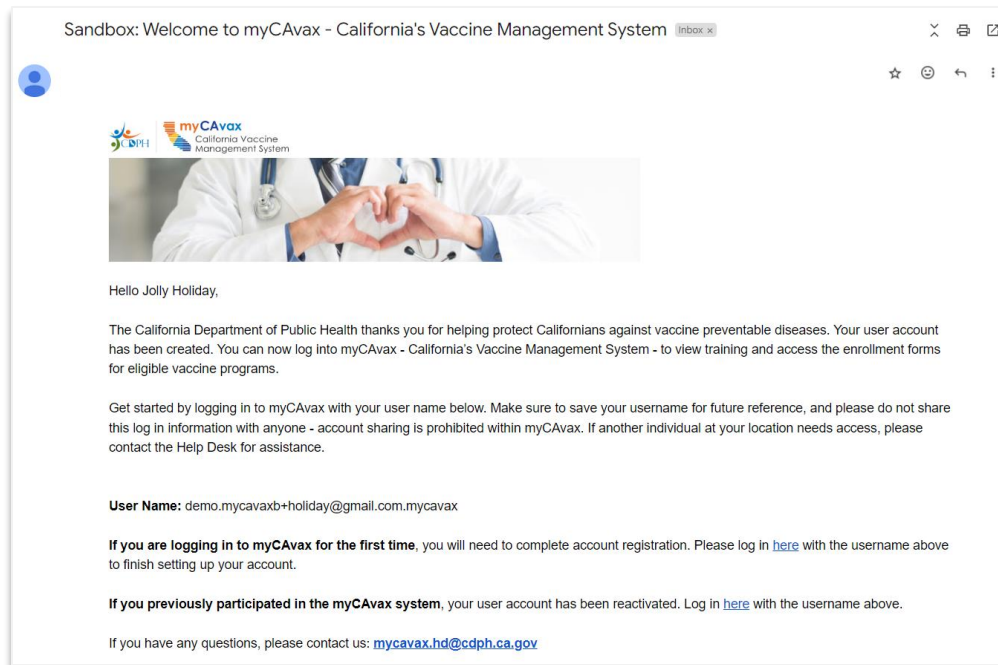 Sandbox: Welcome to myCAvax - California's Vaccine Management System Inbox x
CDPH
myCAvax
California Vaccine
Management System
Hello Jolly Holiday,
The California Department of Public Health thanks you for helping protect Californians against vaccine preventable diseases. Your user account
has been created. You can now log into myCAvax - California's Vaccine Management System - to view training and access the enrollment forms
for eligible vaccine programs.
Get started by logging in to myCAvax with your user name below. Make sure to save your username for future reference, and please do not share
this log in information with anyone - account sharing is prohibited within myCAvax. If another individual at your location needs access, please
contact the Help Desk for assistance.
User Name: demo.mycavaxb+holiday@gmail.com.mycavax
If you are logging in to myCAvax for the first time, you will need to complete account registration. Please log in here with the username above
to finish setting up your account.
If you previously participated in the myCAvax system, your user account has been reactivated. Log in here with the username above.
If you have any questions, please contact us: mycavax.hd@cdph.ca.gov